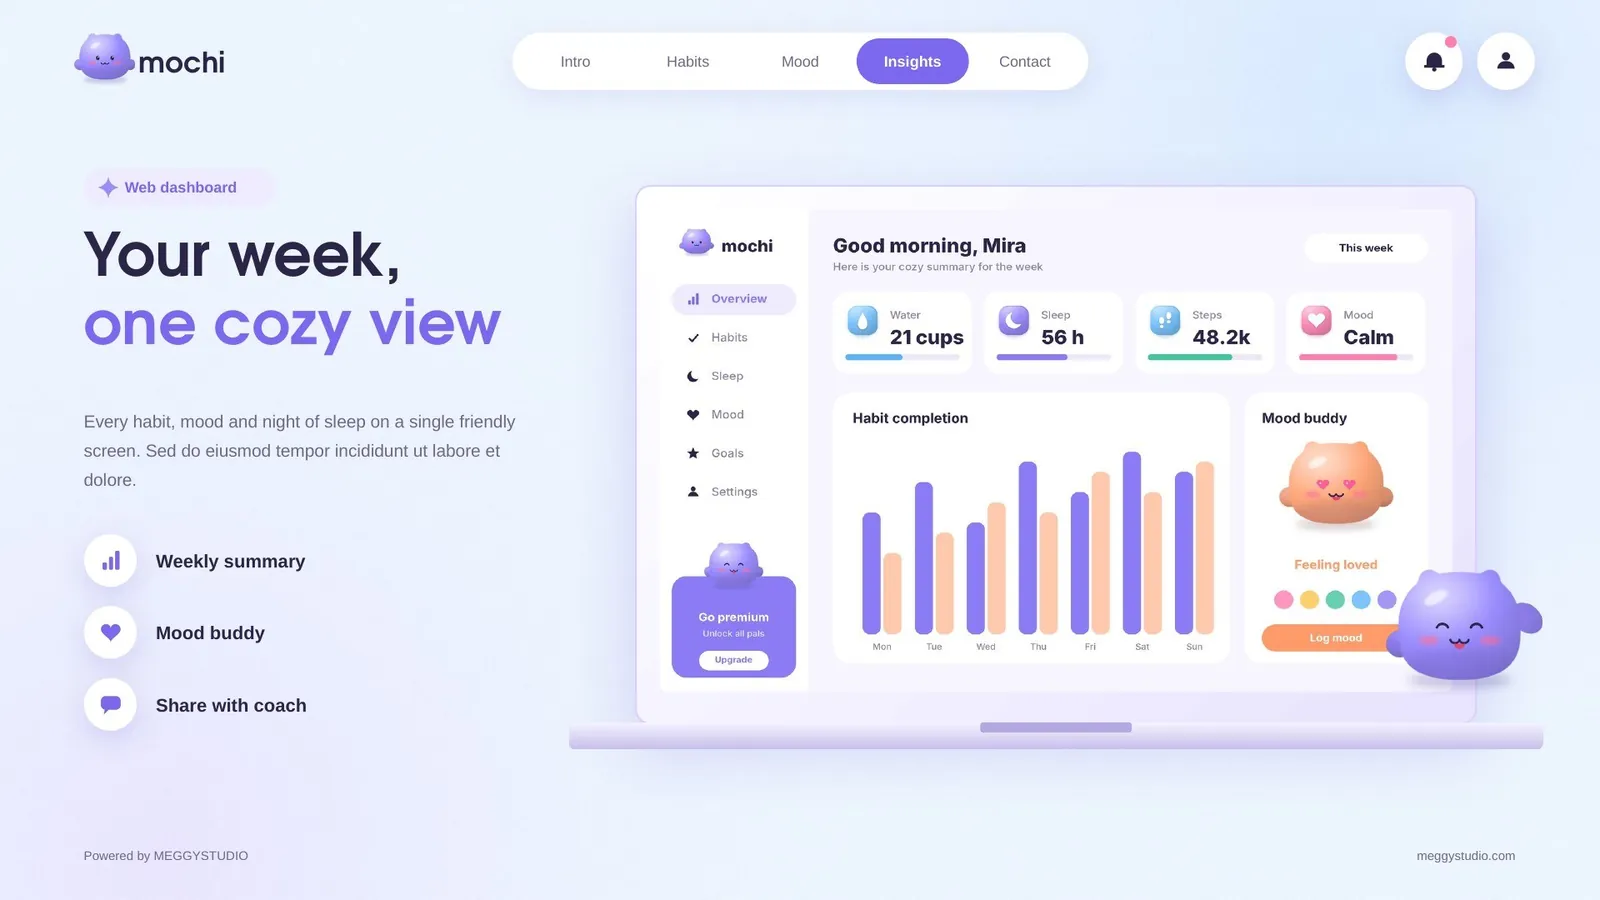 mochi
Intro
Habits
Mood
Insights
Contact
Web dashboard
Your week,
one cozy view
Every habit, mood and night of sleep on a single friendly
screen. Sed do eiusmod tempor incididunt ut labore et
dolore.
Weekly summary
Mood buddy
Share with coach
mochi
Overview
Habits
Sleep
Mood
Goals
Settings
Go premium
Unlock all pals
Upgrade
Good morning, Mira
Here is your cozy summary for the week
This week
Water
21 cups
Sleep
56 h
Steps
48.2k
Mood
Calm
Habit completion
Mon
Tue
Wed
Thu
Fri
Sat
Sun
Mood buddy
Feeling loved
Log mood
Powered by MEGGYSTUDIO
meggystudio.com